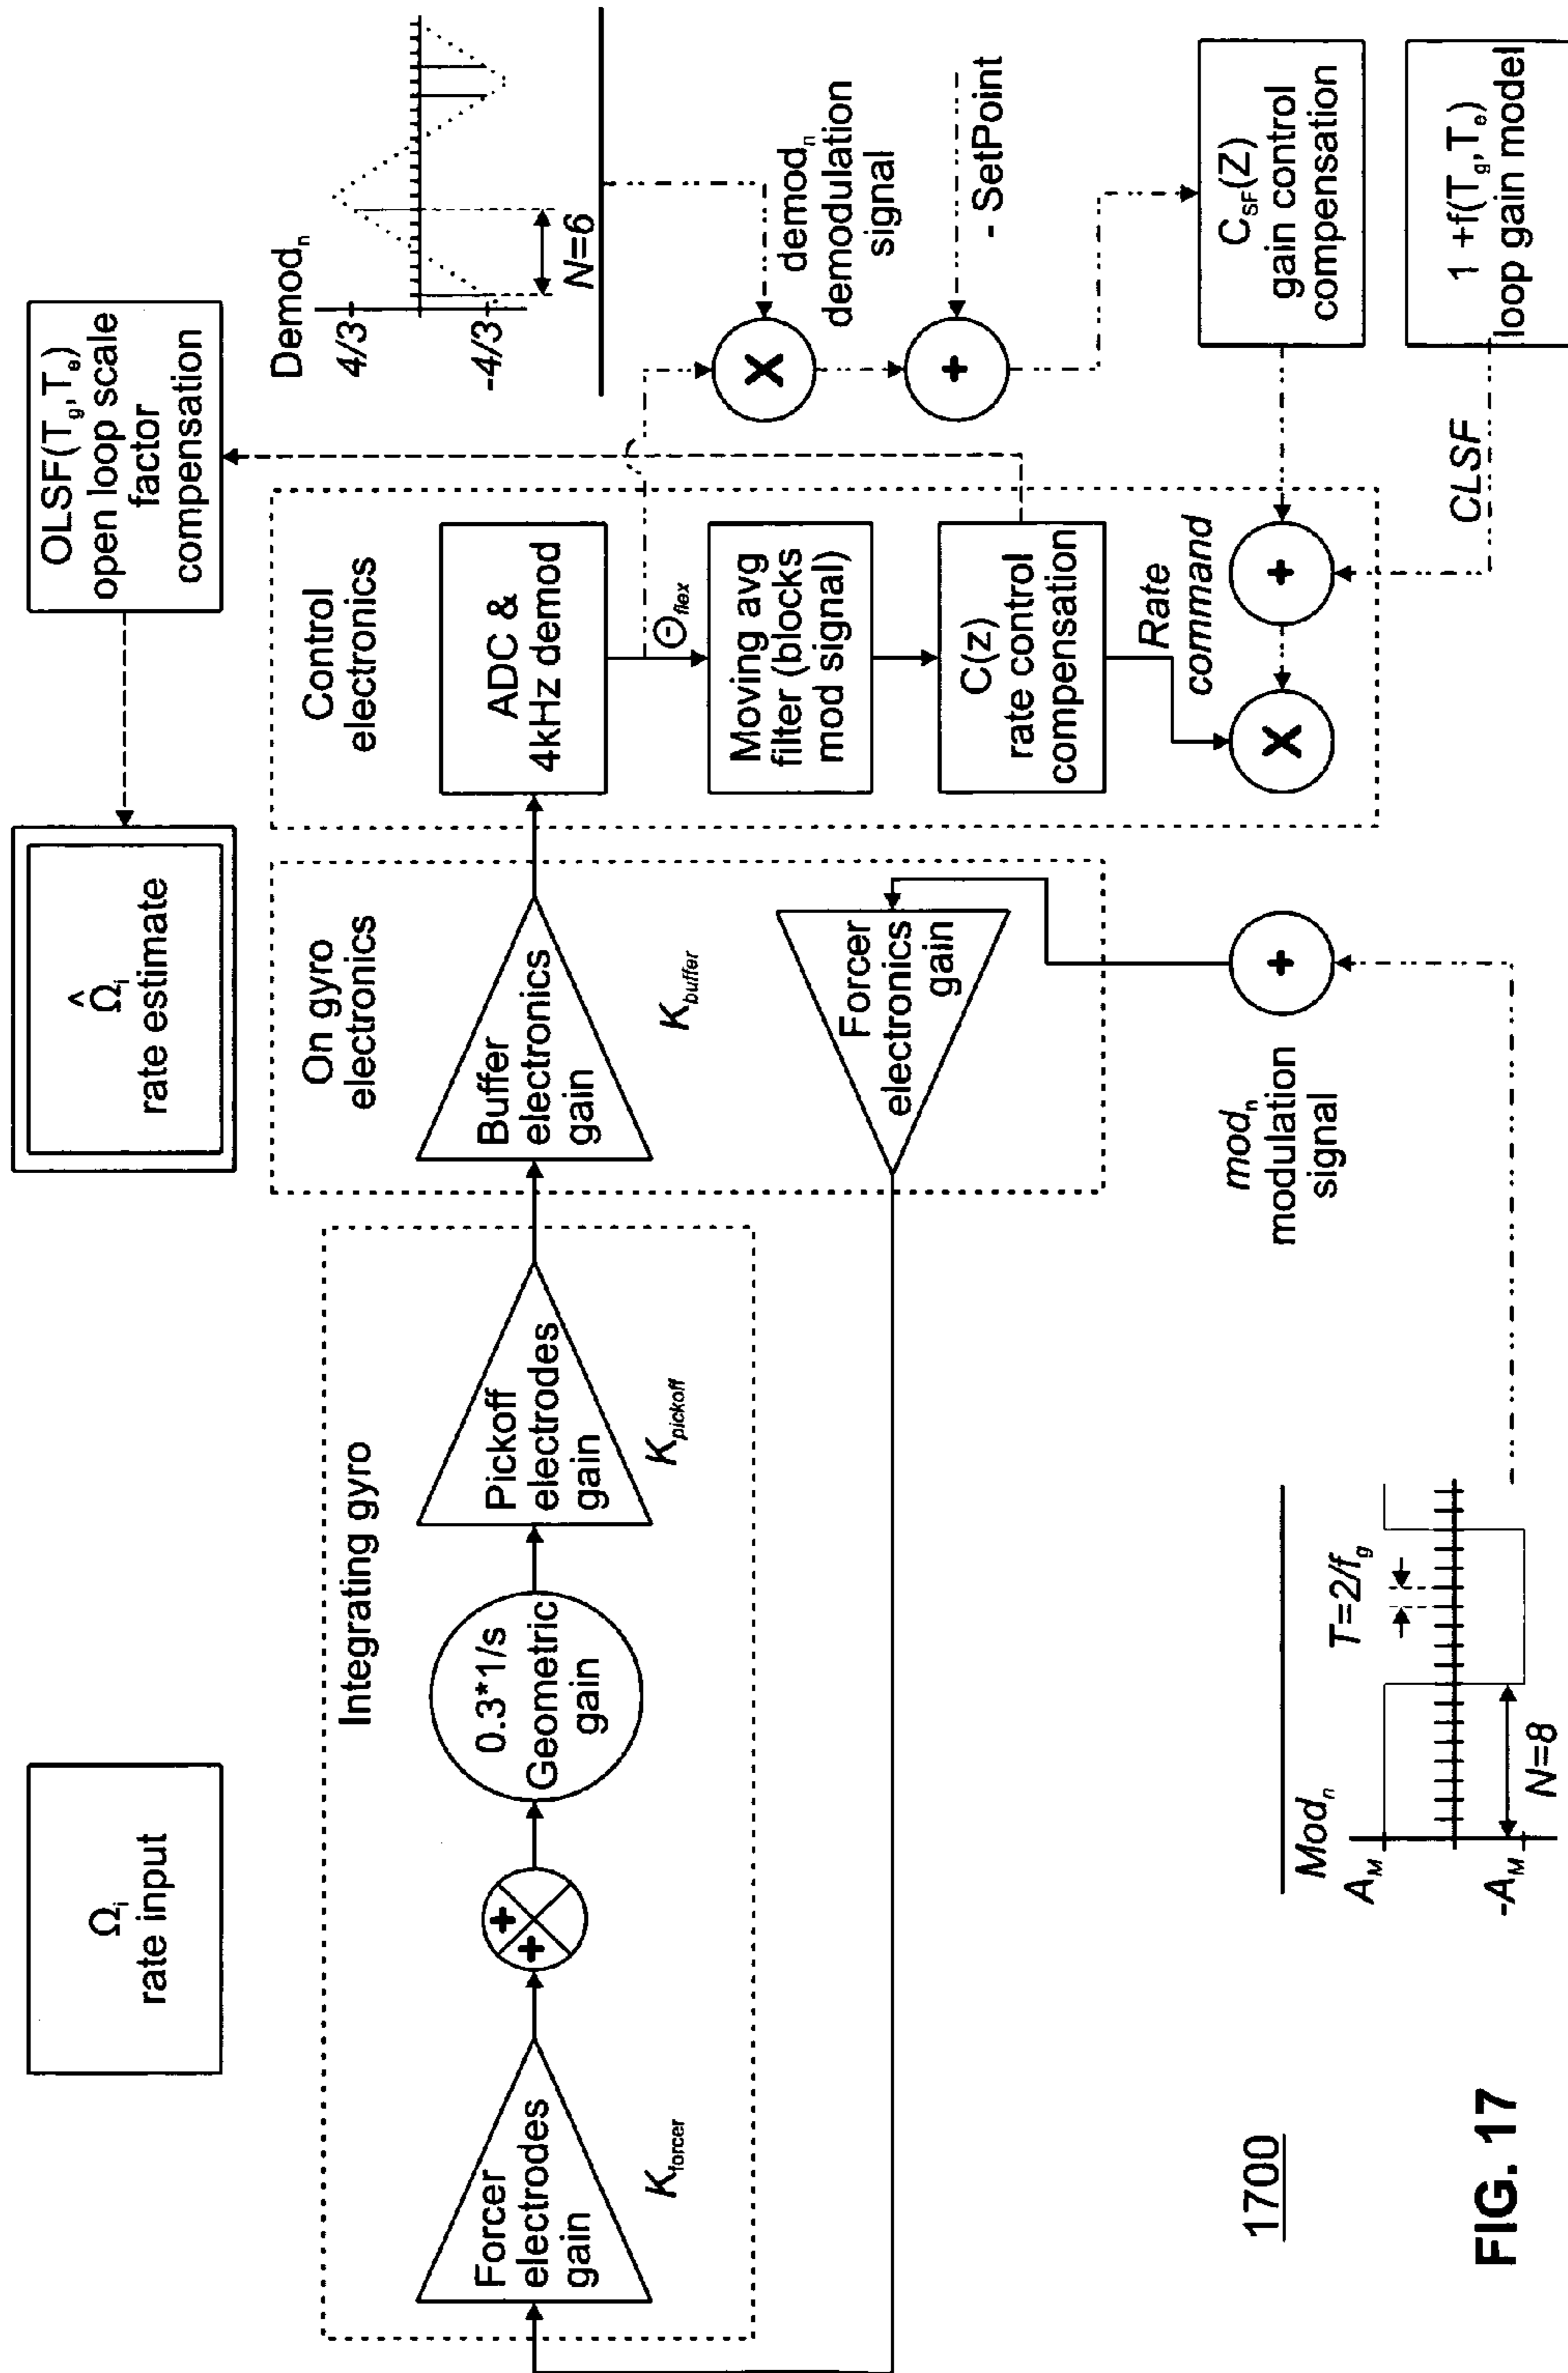 Ω_i
rate input
Ω̂_i
rate estimate
OLSF(T_g,T_e)
open loop scale
factor
compensation
Integrating gyro
Forcer
electrodes
gain
K_forcer
+
+
0.3*1/s
Geometric
gain
Pickoff
electrodes
gain
K_pickoff
On gyro
electronics
Buffer
electronics
gain
K_buffer
Forcer
electronics
gain
Control
electronics
ADC &
4kHz demod
Θ_flex
Moving avg
filter (blocks
mod signal)
C(z)
rate control
compensation
Rate
command
X
+
CLSF
Demod_n
4/3
-4/3
N=6
X
demod_n
demodulation
signal
+
- SetPoint
C_SF(Z)
gain control
compensation
1 +f(T_g,T_e)
loop gain model
+
mod_n
modulation
signal
Mod_n
A_M
-A_M
T=2/f_g
N=8
1700
FIG. 17